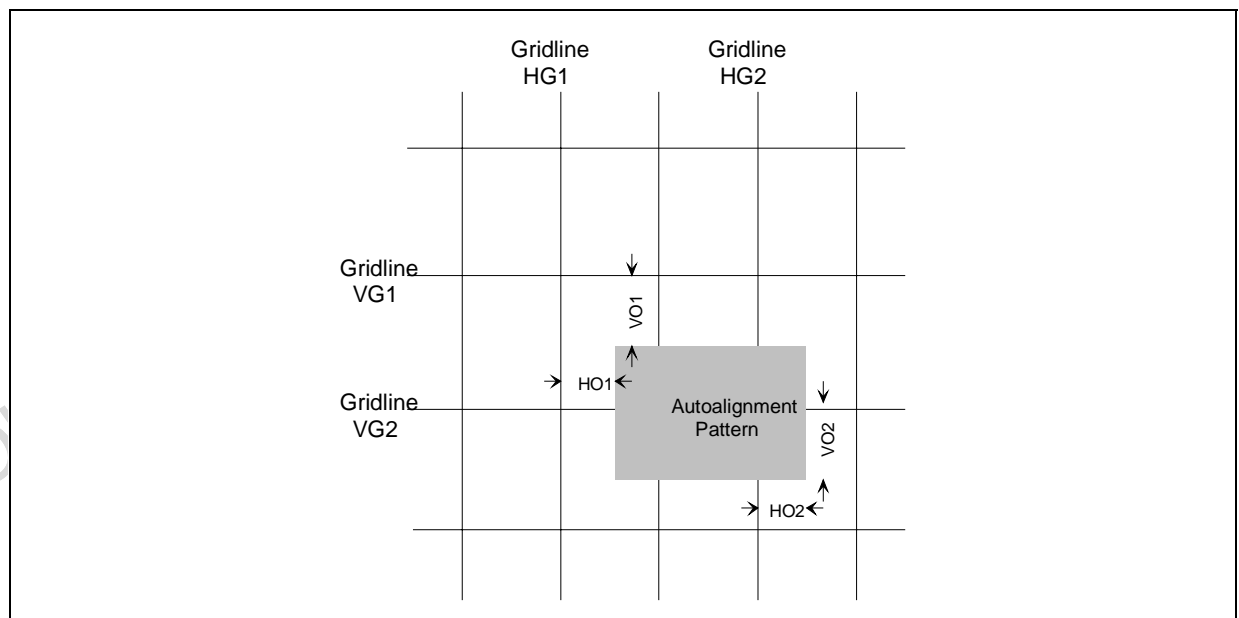 Gridline
HG1
Gridline
HG2
Gridline
VG1
VO1
HO1
Gridline
VG2
Autoalignment
Pattern
VO2
HO2